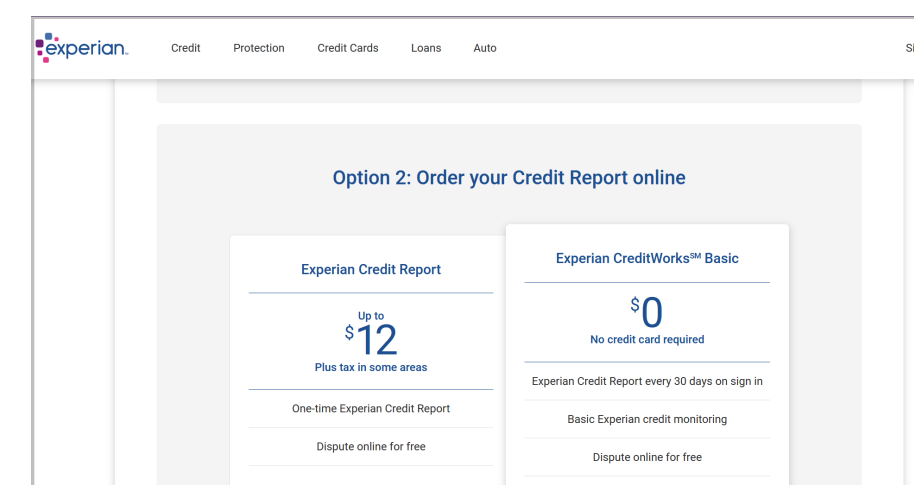 experian.
Credit
Protection
Credit Cards
Loans
Auto
Option 2: Order your Credit Report online
Experian Credit Report
Up to
$12
Plus tax in some areas
One-time Experian Credit Report
Dispute online for free
Experian CreditWorks℠ Basic
$0
No credit card required
Experian Credit Report every 30 days on sign in
Basic Experian credit monitoring
Dispute online for free